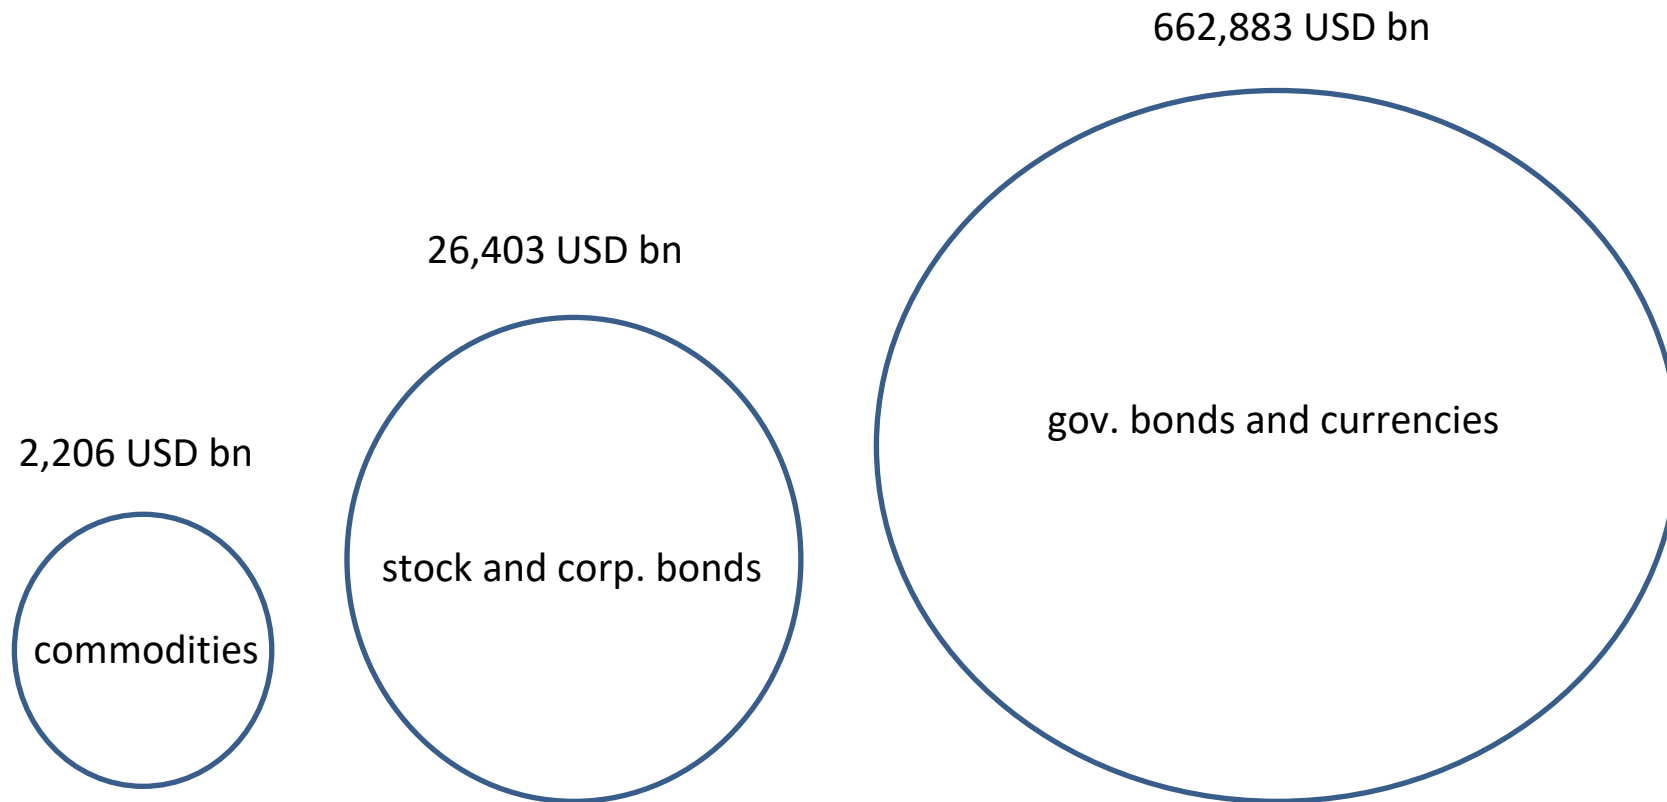 662,883 USD bn
26,403 USD bn
gov. bonds and currencies
2,206 USD bn
stock and corp. bonds
commodities